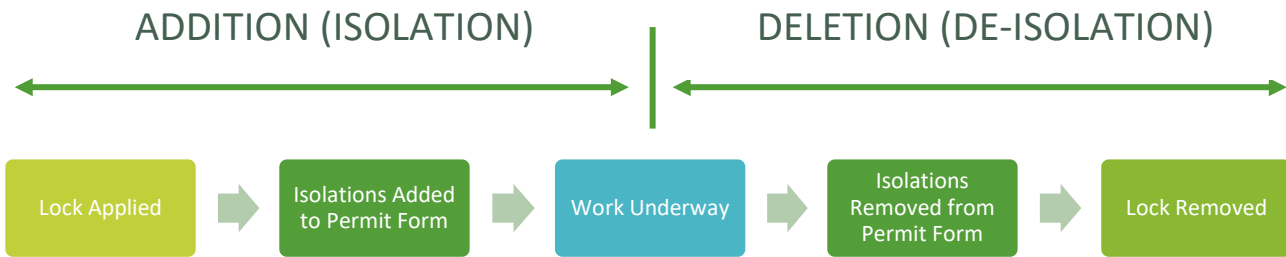 ADDITION (ISOLATION)
DELETION (DE-ISOLATION)
Lock Applied
Isolations Added
to Permit Form
Work Underway
Isolations
Removed from
Permit Form
Lock Removed